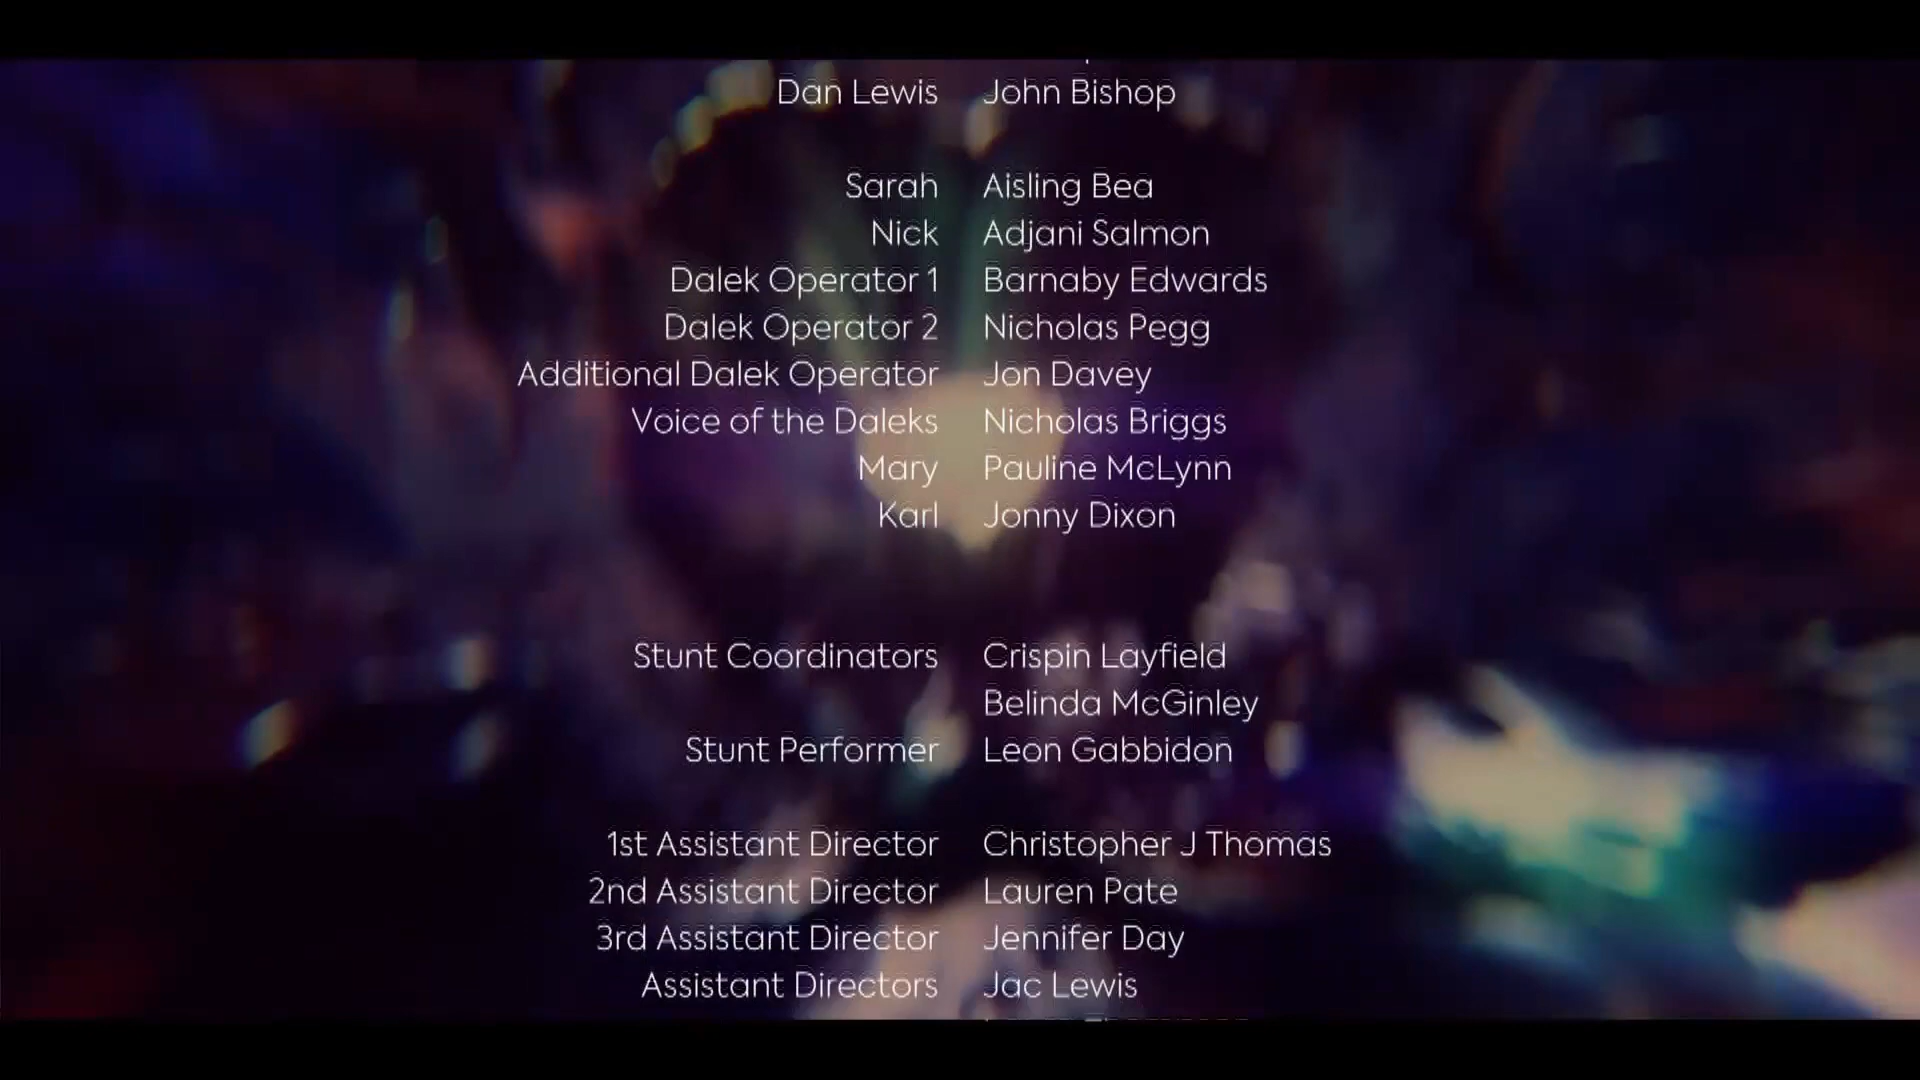 Dan Lewis John Bishop
Sarah Aisling Bea
Nick Adjani Salmon
Dalek Operator 1 Barnaby Edwards
Dalek Operator 2 Nicholas Pegg
Additional Dalek Operator Jon Davey
Voice of the Daleks Nicholas Briggs
Mary Pauline McLynn
Karl Jonny Dixon
Stunt Coordinators Crispin Layfield
Belinda McGinley
Stunt Performer Leon Gabbidon
1st Assistant Director Christopher J Thomas
2nd Assistant Director Lauren Pate
3rd Assistant Director Jennifer Day
Assistant Directors Jac Lewis